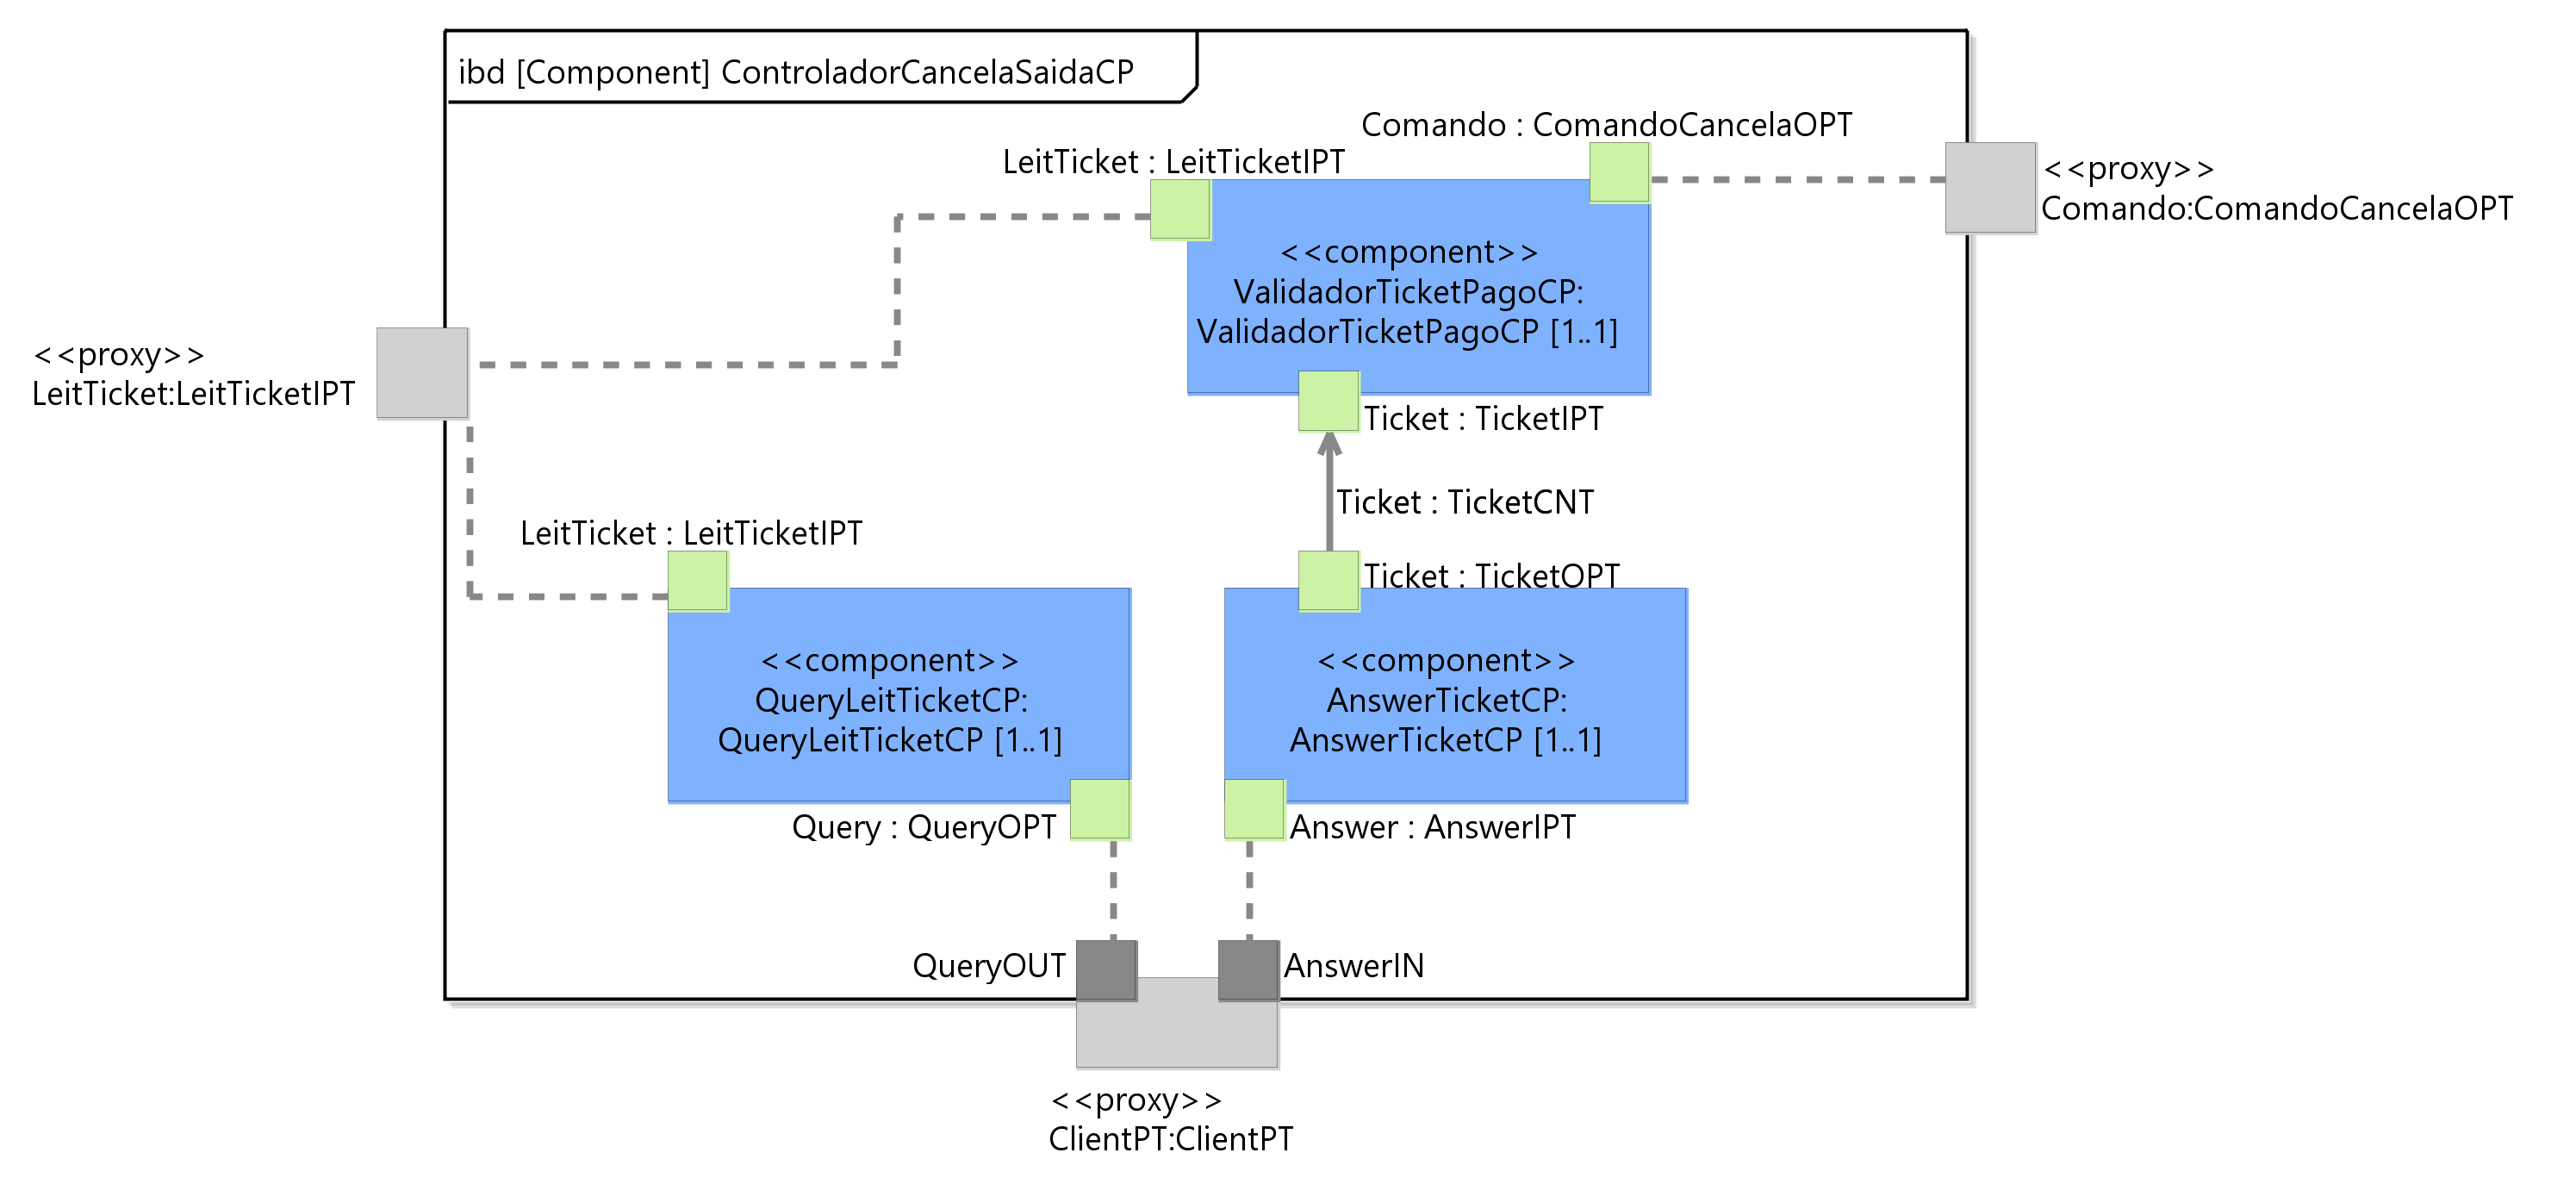 ibd [Component] ControladorCancelaSaidaCP
Comando : ComandoCancelaOPT
LeitTicket : LeitTicketIPT
<<proxy>>
Comando:ComandoCancelaOPT
<<component>>
ValidadorTicketPagoCP:
ValidadorTicketPagoCP [1..1]
<<proxy>>
LeitTicket:LeitTicketIPT
Ticket : TicketIPT
Ticket : TicketCNT
LeitTicket : LeitTicketIPT
Ticket : TicketOPT
<<component>>
QueryLeitTicketCP:
QueryLeitTicketCP [1..1]
<<component>>
AnswerTicketCP:
AnswerTicketCP [1..1]
Query : QueryOPT
Answer : AnswerIPT
QueryOUT
AnswerIN
<<proxy>>
ClientPT:ClientPT